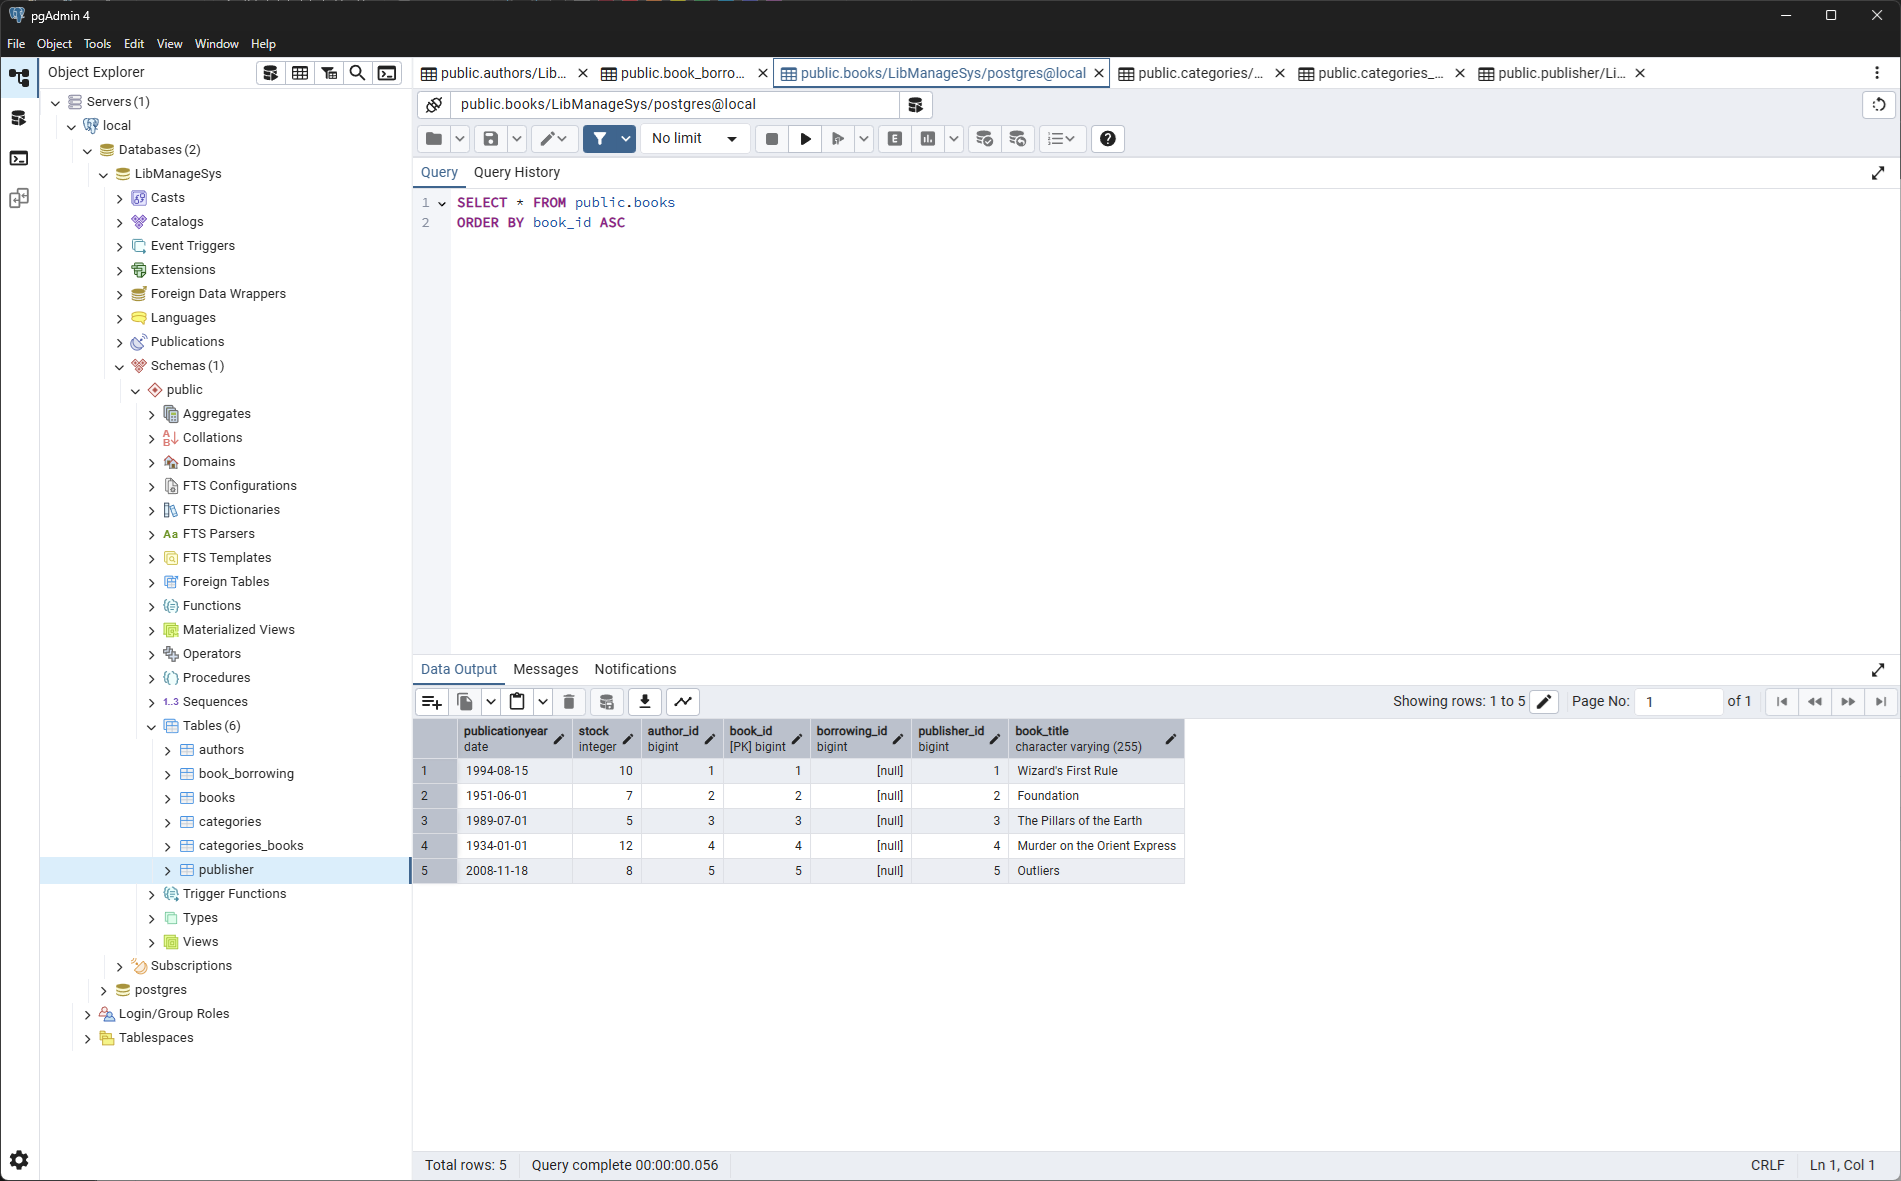 pgAdmin 4
File Object Tools Edit View Window Help
Object Explorer
Servers (1)
local
Databases (2)
LibManageSys
Casts
Catalogs
Event Triggers
Extensions
Foreign Data Wrappers
Languages
Publications
Schemas (1)
public
Aggregates
Collations
Domains
FTS Configurations
FTS Dictionaries
Aa FTS Parsers
FTS Templates
Foreign Tables
Functions
Materialized Views
Operators
Procedures
1..3 Sequences
Tables (6)
authors
book_borrowing
books
categories
categories_books
publisher
Trigger Functions
Types
Views
Subscriptions
postgres
Login/Group Roles
Tablespaces
public.authors/Lib... public.book_borro... public.books/LibManageSys/postgres@local public.categories/... public.categories_... public.publisher/Li...
public.books/LibManageSys/postgres@local
No limit E
Query Query History
1 SELECT * FROM public.books
2 ORDER BY book_id ASC
Data Output Messages Notifications
Showing rows: 1 to 5 Page No: 1 of 1
publicationyear stock author_id book_id borrowing_id publisher_id book_title
date integer bigint [PK] bigint bigint bigint character varying (255)
1 1994-08-15 10 1 1 [null] 1 Wizard's First Rule
2 1951-06-01 7 2 2 [null] 2 Foundation
3 1989-07-01 5 3 3 [null] 3 The Pillars of the Earth
4 1934-01-01 12 4 4 [null] 4 Murder on the Orient Express
5 2008-11-18 8 5 5 [null] 5 Outliers
Total rows: 5 Query complete 00:00:00.056 CRLF Ln 1, Col 1